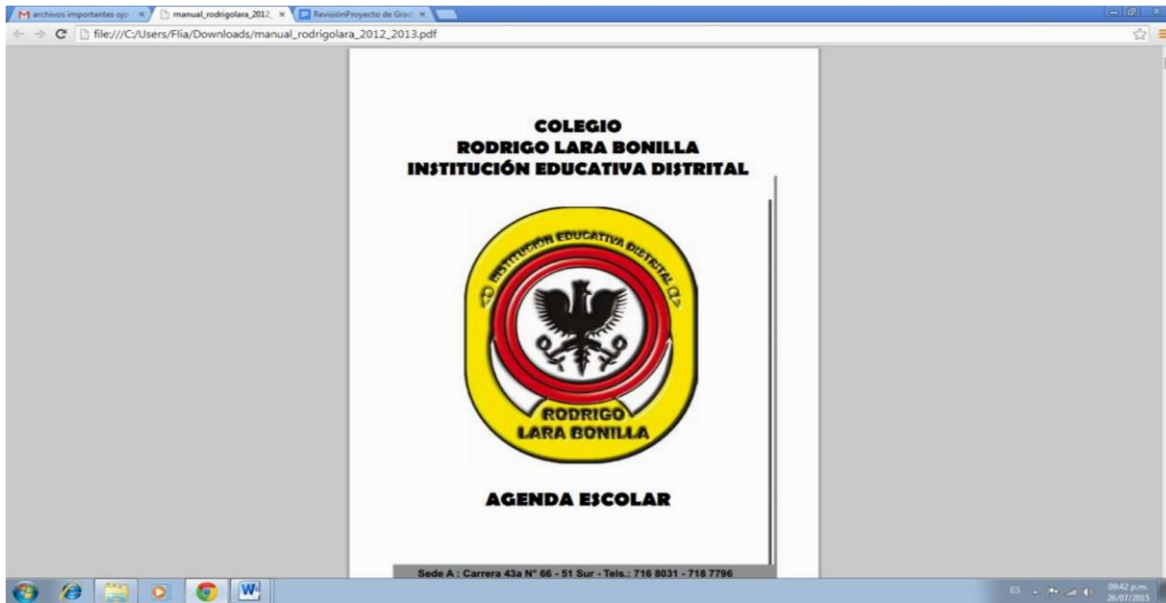 archivos importantes ojo
manual_rodrigolara_2012_
RevisiónProyecto de Grad
file:///C:/Users/Flia/Downloads/manual_rodrigolara_2012_2013.pdf
COLEGIO
RODRIGO LARA BONILLA
INSTITUCIÓN EDUCATIVA DISTRITAL
INSTITUCIÓN EDUCATIVA DISTRITAL
RODRIGO
LARA BONILLA
AGENDA ESCOLAR
Sede A : Carrera 43a N° 66 - 51 Sur - Tels.: 716 8031 - 718 7796
ES
09:42 p.m.
26/07/2015